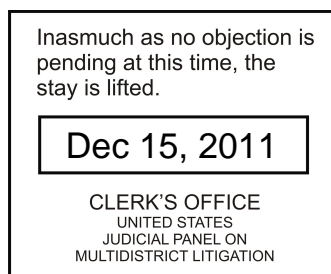 Inasmuch as no objection is
pending at this time, the
stay is lifted.
Dec 15, 2011
CLERK'S OFFICE
UNITED STATES
JUDICIAL PANEL ON
MULTIDISTRICT LITIGATION